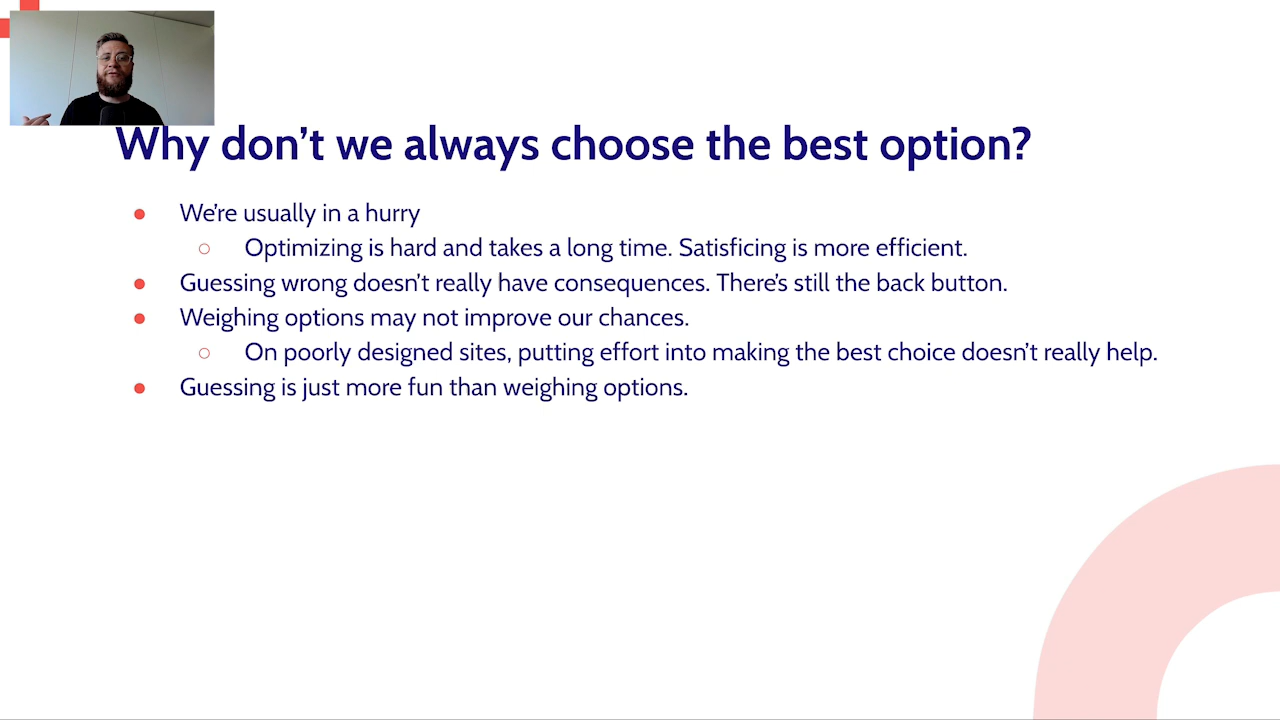 Why don't we always choose the best option?
● We're usually in a hurry
○ Optimizing is hard and takes a long time. Satisficing is more efficient.
● Guessing wrong doesn't really have consequences. There's still the back button.
● Weighing options may not improve our chances.
○ On poorly designed sites, putting effort into making the best choice doesn't really help.
● Guessing is just more fun than weighing options.